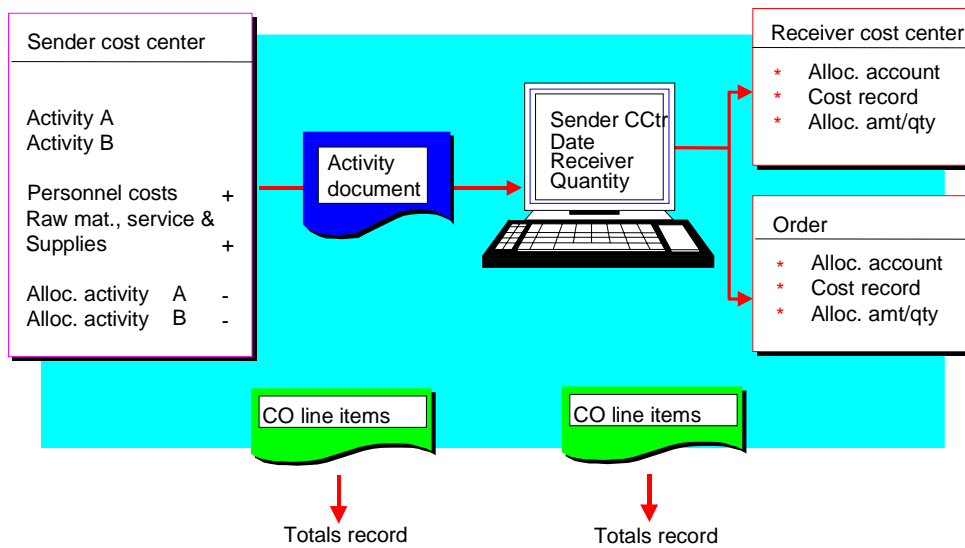 Sender cost center
Activity A
Activity B
Personnel costs +
Raw mat., service &
Supplies +
Alloc. activity A -
Alloc. activity B -
Activity
document
Sender CCtr
Date
Receiver
Quantity
Receiver cost center
* Alloc. account
* Cost record
* Alloc. amt/qty
Order
* Alloc. account
* Cost record
* Alloc. amt/qty
CO line items
CO line items
Totals record
Totals record